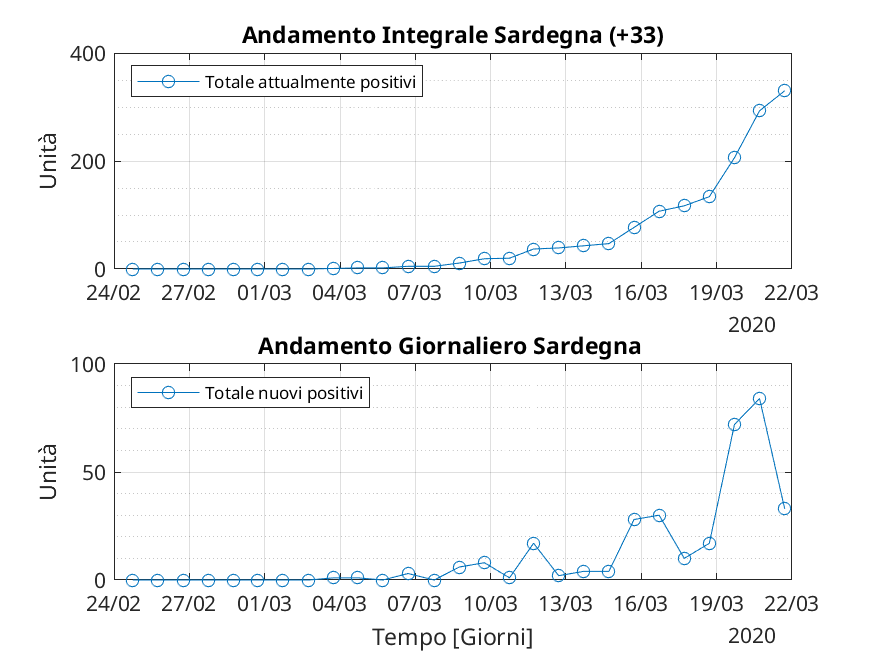 Andamento Integrale Sardegna (+33)
400
Totale attualmente positivi
200
Unità
0
24/02 27/02 01/03 04/03 07/03 10/03 13/03 16/03 19/03 22/03
2020
Andamento Giornaliero Sardegna
100
Totale nuovi positivi
50
Unità
0
24/02 27/02 01/03 04/03 07/03 10/03 13/03 16/03 19/03 22/03
Tempo [Giorni]
2020